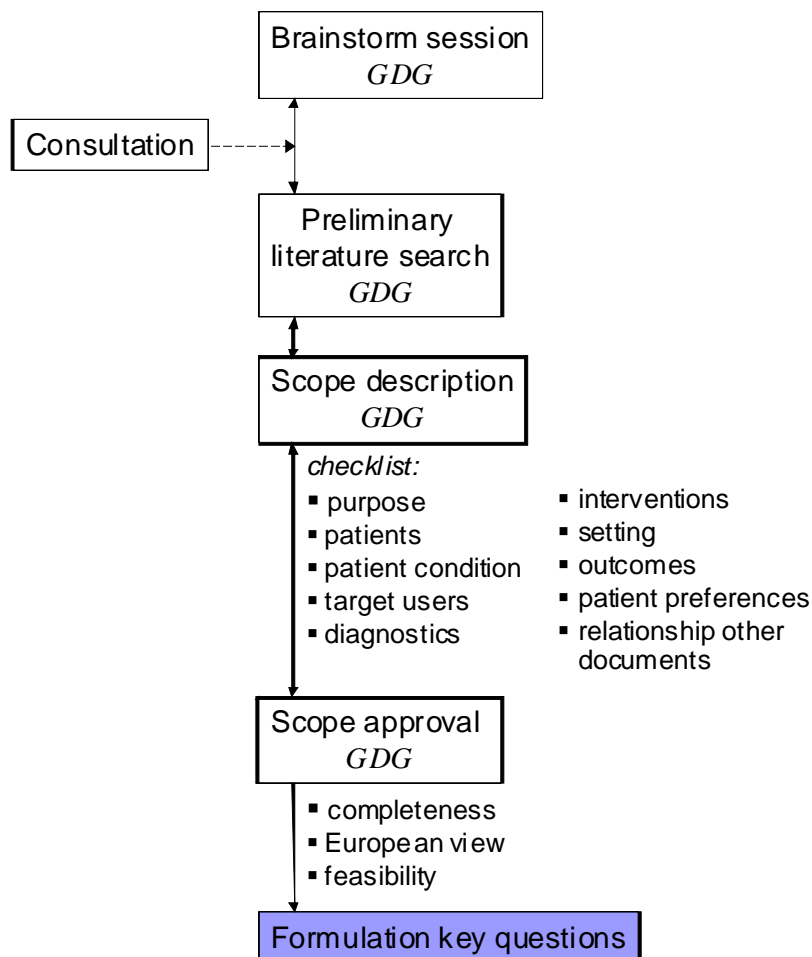 Brainstorm session
GDG
Consultation
Preliminary
literature search
GDG
Scope description
GDG
checklist:
▪ purpose
▪ patients
▪ patient condition
▪ target users
▪ diagnostics
▪ interventions
▪ setting
▪ outcomes
▪ patient preferences
▪ relationship other
documents
Scope approval
GDG
▪ completeness
▪ European view
▪ feasibility
Formulation key questions